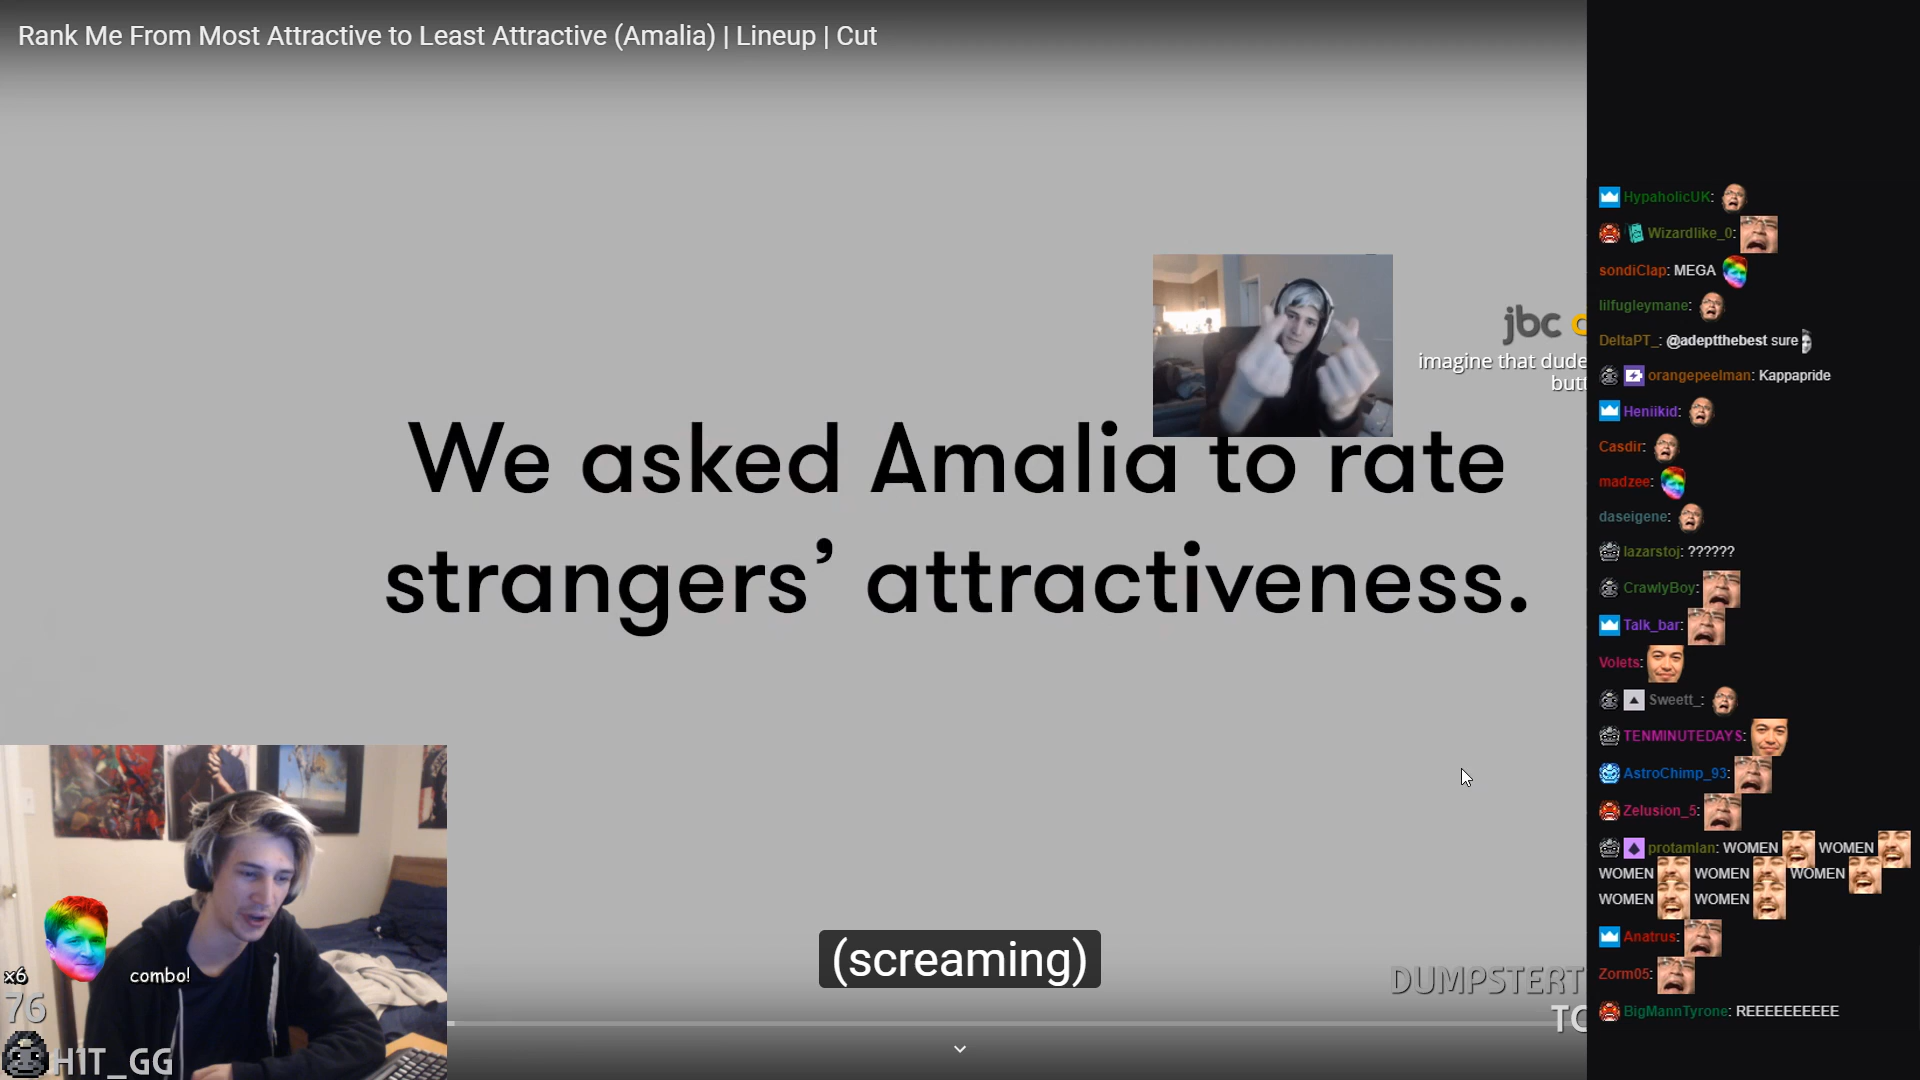 Rank Me From Most Attractive to Least Attractive (Amalia) | Lineup | Cut
jbc
imagine that dude
butt
We asked Amalia to rate
strangers' attractiveness.
(screaming)
x6
combo!
76
H1T_GG
DUMPSTERT
TO
HypaholicUK:
Wizardlike_0:
sondiClap: MEGA
lilfugleymane:
DeltaPT_: @adeptthebest sure
orangepeelman: Kappapride
Heniikid:
Casdir:
madzee:
daseigene:
lazarstoj: ??????
CrawlyBoy:
Talk_bar:
Volets:
Sweett_:
TENMINUTEDAYS:
AstroChimp_93:
Zelusion_5:
protamlan: WOMEN WOMEN
WOMEN WOMEN WOMEN
WOMEN WOMEN
Anatrus:
Zorm05:
BigMannTyrone: REEEEEEEEEE